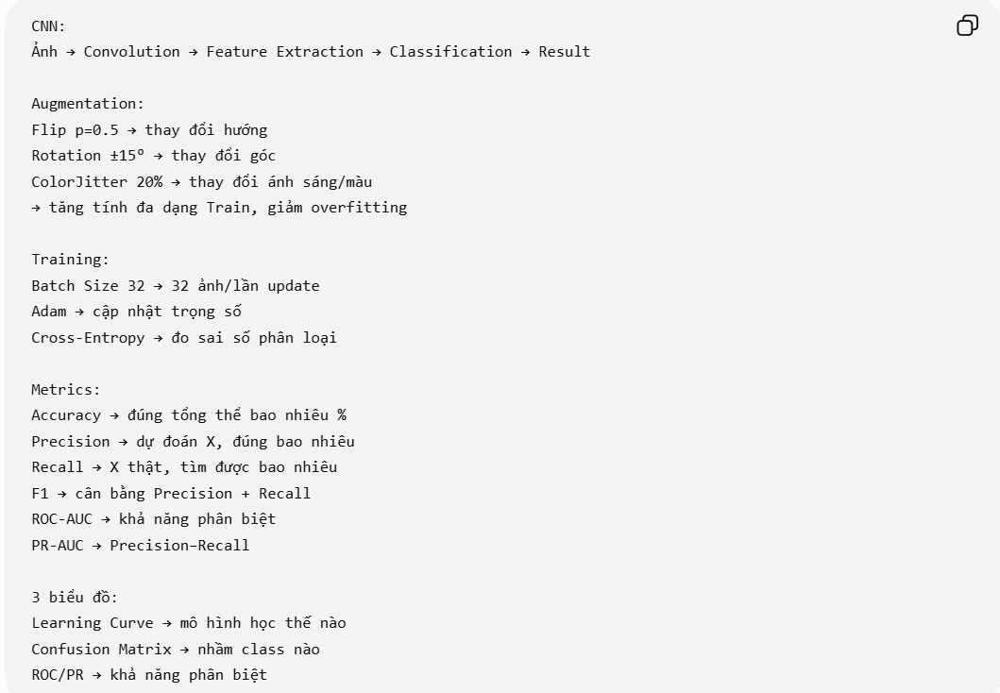 CNN:
Ảnh → Convolution → Feature Extraction → Classification → Result
Augmentation:
Flip p=0.5 → thay đổi hướng
Rotation ±15° → thay đổi góc
ColorJitter 20% → thay đổi ánh sáng/màu
→ tăng tính đa dạng Train, giảm overfitting
Training:
Batch Size 32 → 32 ảnh/lần update
Adam → cập nhật trọng số
Cross-Entropy → đo sai số phân loại
Metrics:
Accuracy → đúng tổng thể bao nhiêu %
Precision → dự đoán X, đúng bao nhiêu
Recall → X thật, tìm được bao nhiêu
F1 → cân bằng Precision + Recall
ROC-AUC → khả năng phân biệt
PR-AUC → Precision–Recall
3 biểu đồ:
Learning Curve → mô hình học thế nào
Confusion Matrix → nhầm class nào
ROC/PR → khả năng phân biệt